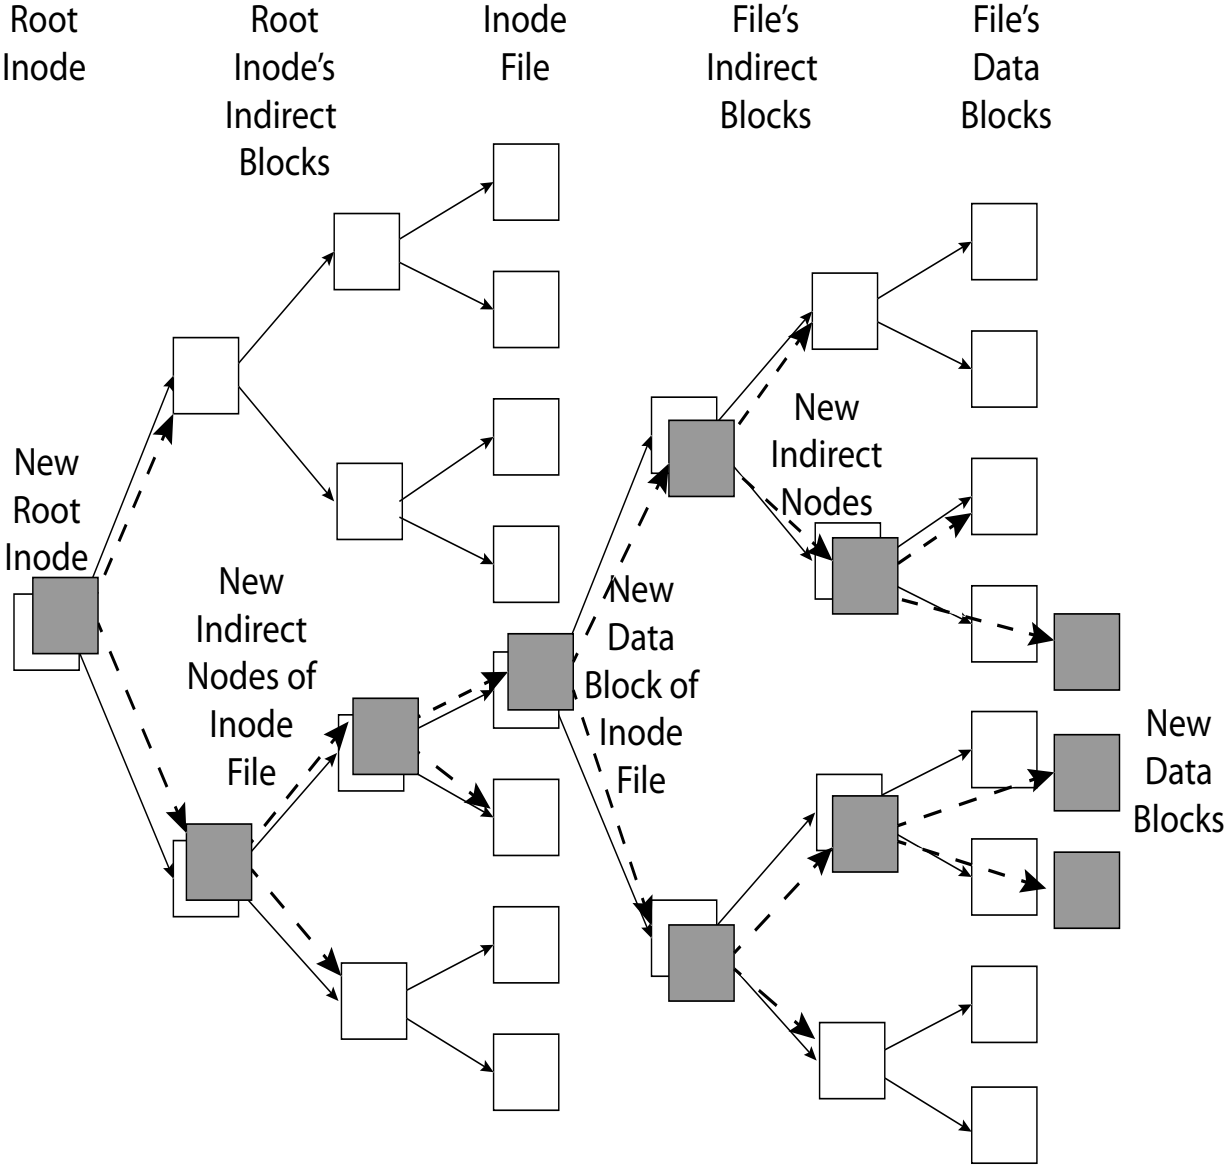 Root
Inode
Root
Inode’s
Indirect
Blocks
Inode
File
File’s
Indirect
Blocks
File’s
Data
Blocks
New
Root
Inode
New
Indirect
Nodes of
Inode
File
New
Data
Block of
Inode
File
New
Indirect
Nodes
New
Data
Blocks